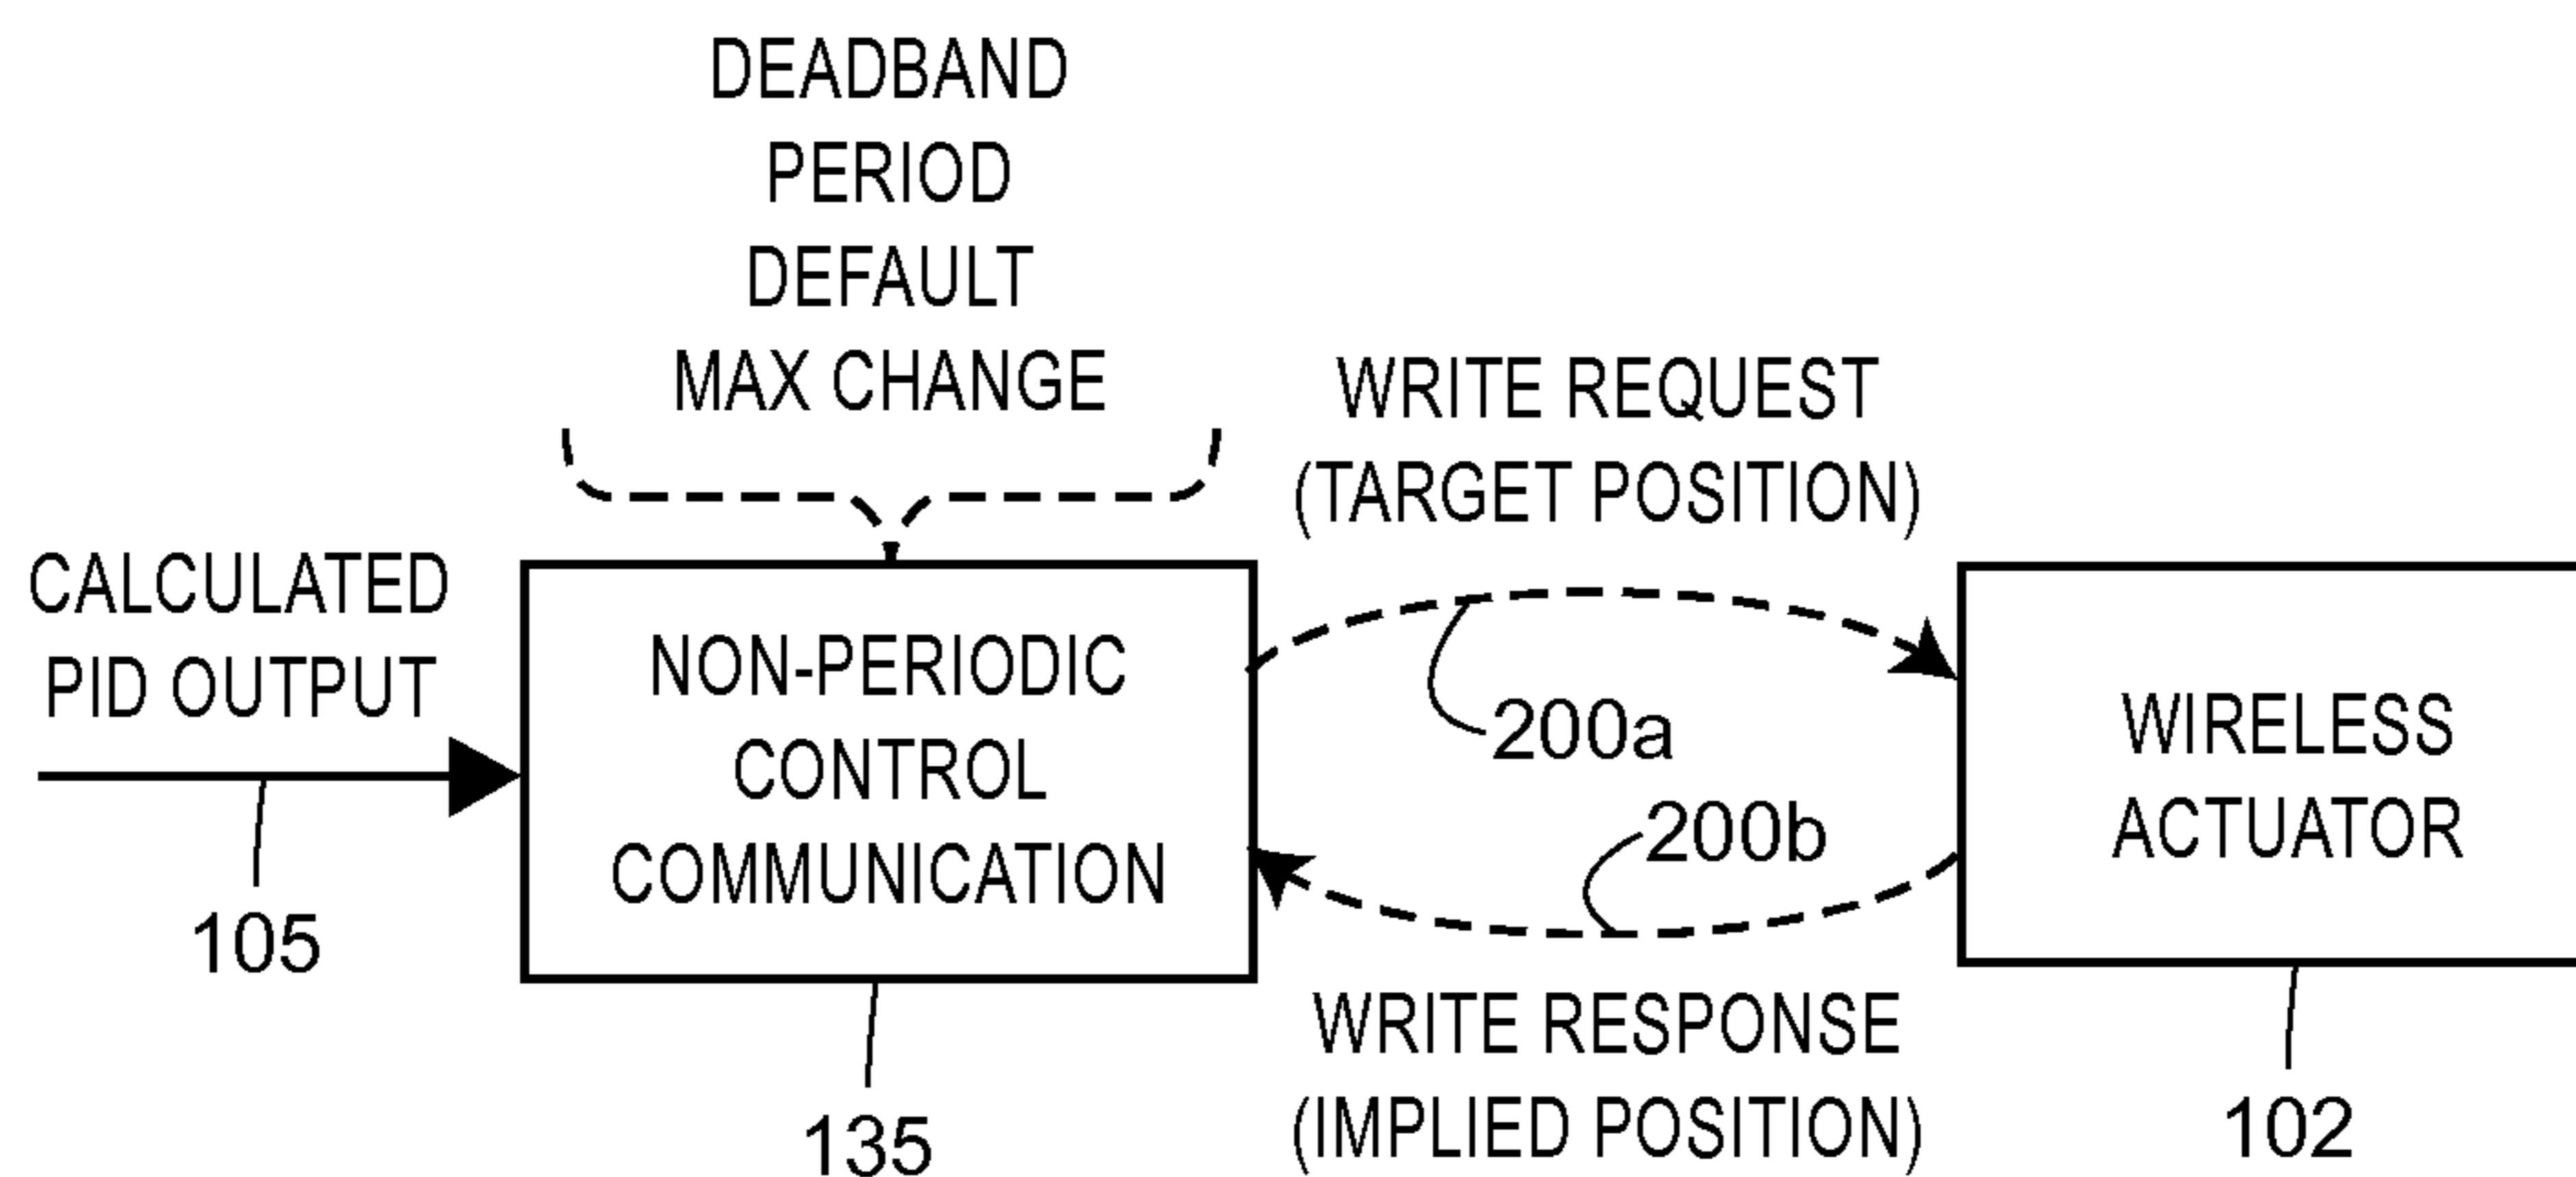 DEADBAND
PERIOD
DEFAULT
MAX CHANGE
WRITE REQUEST
(TARGET POSITION)
CALCULATED
PID OUTPUT
NON-PERIODIC
CONTROL
COMMUNICATION
200a
200b
WIRELESS
ACTUATOR
105
135
WRITE RESPONSE
(IMPLIED POSITION)
102